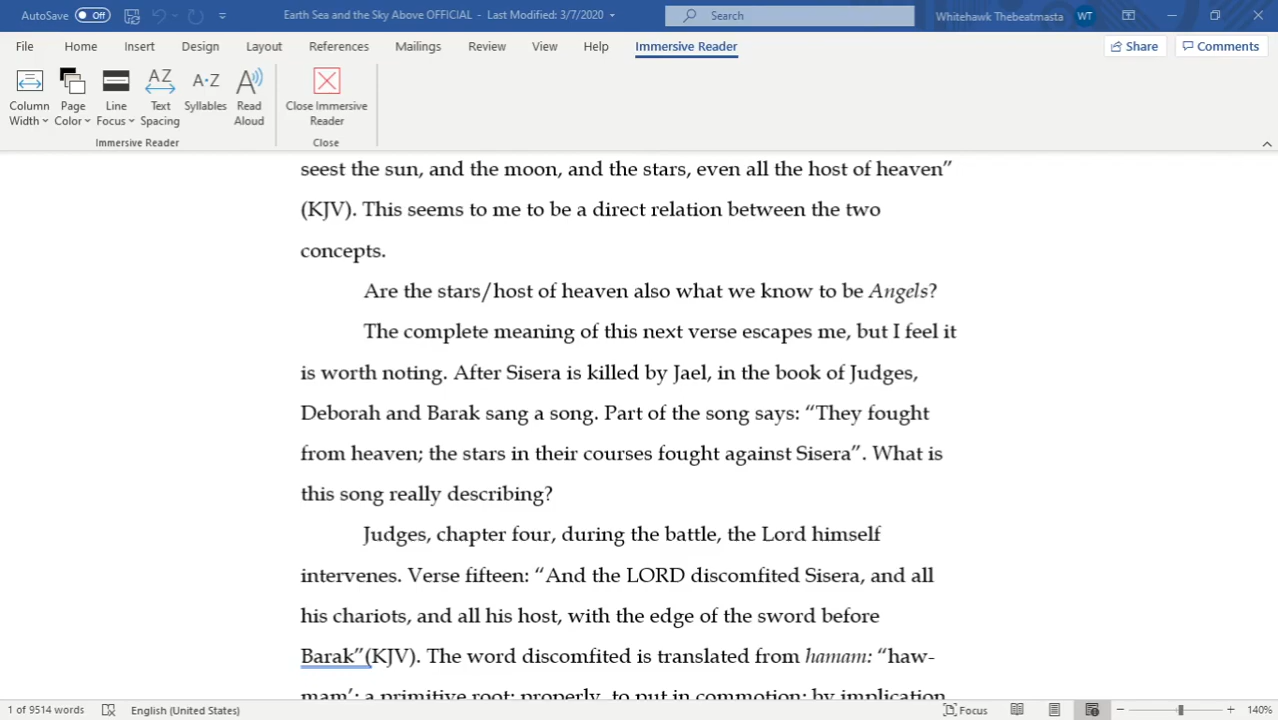 AutoSave Off Earth Sea and the Sky Above OFFICIAL - Last Modified: 3/7/2020 Search Whitehawk Thebeatmasta WT
File Home Insert Design Layout References Mailings Review View Help Immersive Reader Share Comments
Column Width Page Color Line Focus Text Spacing Syllables Read Aloud Close Immersive Reader
Immersive Reader Close
seest the sun, and the moon, and the stars, even all the host of heaven”
(KJV). This seems to me to be a direct relation between the two
concepts.
Are the stars/host of heaven also what we know to be Angels?
The complete meaning of this next verse escapes me, but I feel it
is worth noting. After Sisera is killed by Jael, in the book of Judges,
Deborah and Barak sang a song. Part of the song says: “They fought
from heaven; the stars in their courses fought against Sisera”. What is
this song really describing?
Judges, chapter four, during the battle, the Lord himself
intervenes. Verse fifteen: “And the LORD discomfited Sisera, and all
his chariots, and all his host, with the edge of the sword before
Barak”(KJV). The word discomfited is translated from hamam: “haw-
mam’; a primitive root; properly, to put in commotion; by implication
1 of 9514 words English (United States) Focus 140%